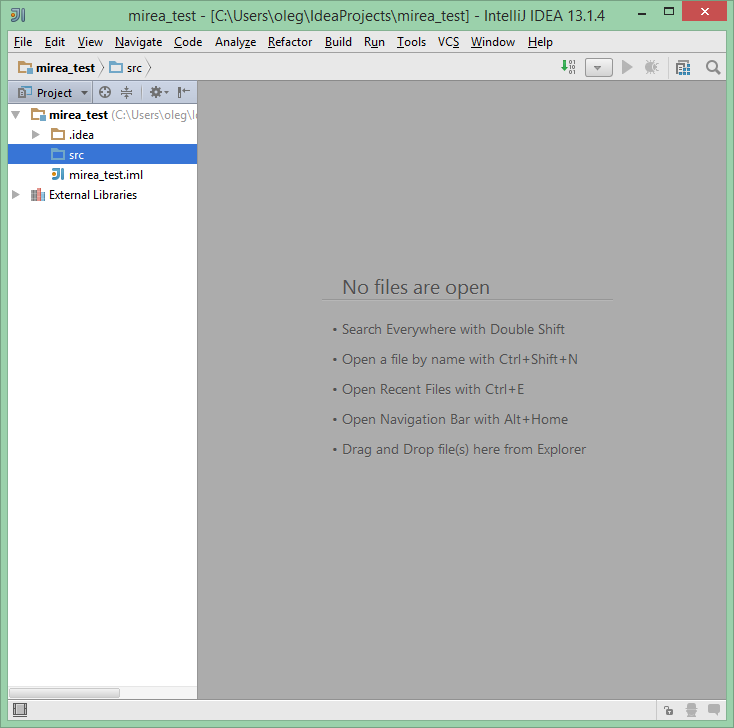 mirea_test - [C:\Users\oleg\IdeaProjects\mirea_test] - IntelliJ IDEA 13.1.4
File Edit View Navigate Code Analyze Refactor Build Run Tools VCS Window Help
mirea_test src
Project
mirea_test (C:\Users\oleg\I
.idea
src
mirea_test.iml
External Libraries
No files are open
• Search Everywhere with Double Shift
• Open a file by name with Ctrl+Shift+N
• Open Recent Files with Ctrl+E
• Open Navigation Bar with Alt+Home
• Drag and Drop file(s) here from Explorer